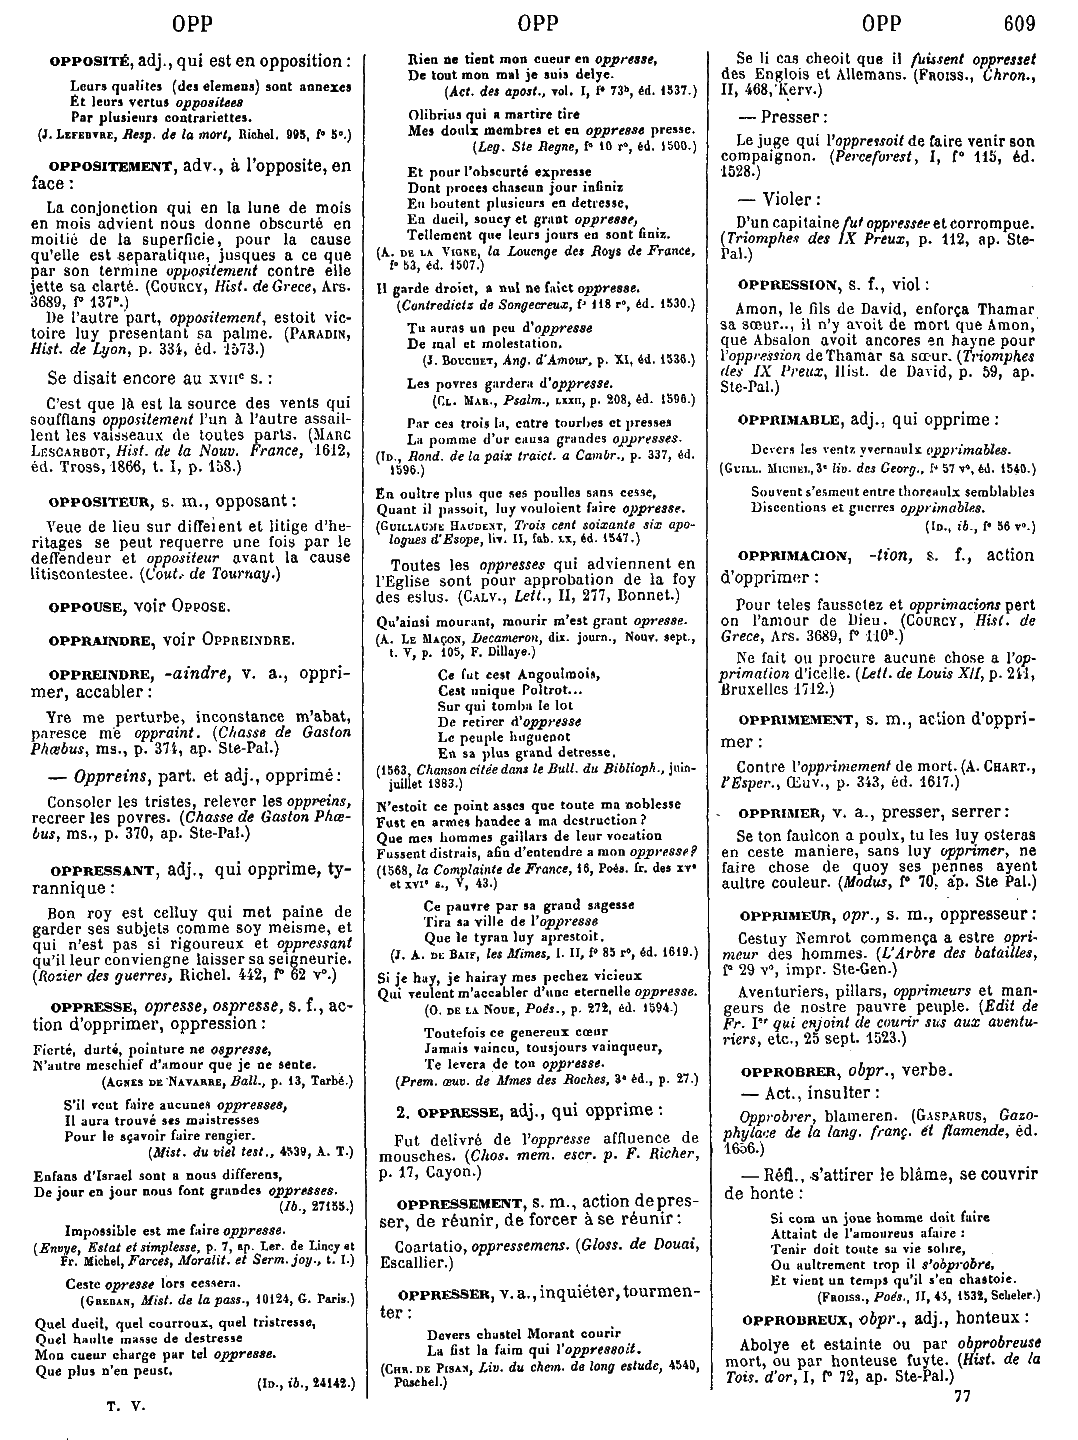 OPP
OPP
OPP
609
OPPOSITÉ, adj., qui est en opposition :
Leurs qualites (des elemens) sont annexes
Et leurs vertus oppositees
Par plusieurs contrariettes.
(J. LEFEBVRE, Resp. de la mort, Richel. 995, f° 5°.)
OPPOSITEMENT, adv., à l'opposite, en
face :
La conjonction qui en la lune de mois
en mois advient nous donne obscurté en
moitié de la superficie, pour la cause
qu'elle est separatique, jusques a ce que
par son termine oppositement contre elle
jette sa clarté. (COURCY, Hist. de Grece, Ars.
3689, f° 137b.)
De l'autre part, oppositement, estoit vic-
toire luy presentant sa palme. (PARADIN,
Hist. de Lyon, p. 334, éd. 1573.)
Se disait encore au XVIIe s. :
C'est que là est la source des vents qui
soufflans oppositement l'un à l'autre assail-
lent les vaisseaux de toutes parts. (MARC
LESCARBOT, Hist. de la Nouv. France, 1612,
éd. Tross, 1866, t. I, p. 158.)
OPPOSITEUR, s. m., opposant :
Veue de lieu sur different et litige d'he-
ritages se peut requerre une fois par le
deffendeur et oppositeur avant la cause
litiscontestee. (Cout. de Tournay.)
OPPOUSE, voir OPPOSE.
OPPRAINDRE, voir OPPREINDRE.
OPPREINDRE, -aindre, v. a., oppri-
mer, accabler :
Yre me perturbe, inconstance m'abat,
paresce me oppraint. (Chasse de Gaston
Phœbus, ms., p. 374, ap. Ste-Pal.)
— Oppreins, part. et adj., opprimé :
Consoler les tristes, relever les oppreins,
recreer les povres. (Chasse de Gaston Phœ-
bus, ms., p. 370, ap. Ste-Pal.)
OPPRESSANT, adj., qui opprime, ty-
rannique :
Bon roy est celluy qui met paine de
garder ses subjets comme soy meisme, et
qui n'est pas si rigoureux et oppressant
qu'il leur conviengne laisser sa seigneurie.
(Rozier des guerres, Richel. 442, f° 62 v°.)
OPPRESSE, opresse, ospresse, s. f., ac-
tion d'opprimer, oppression :
Fierté, durté, pointure ne ospresse,
N'autre meschief d'amour que je ne sente.
(AGNES DE NAVARRE, Ball., p. 13, Tarbé.)
S'il veut faire aucunes oppresses,
Il aura trouvé ses maistresses
Pour le sçavoir faire rengier.
(Mist. du viel test., 4539, A. T.)
Enfans d'Israel sont a nous differens,
De jour en jour nous font grandes oppresses.
(Ib., 27155.)
Impossible est me faire oppresse.
(Envye, Estat et simplesse, p. 7, ap. Ler. de Lincy et
Fr. Michel, Farces, Moralit. et Serm. joy., t. I.)
Ceste opresse lors cessera.
(GREBAN, Mist. de la pass., 10124, G. Paris.)
Quel dueil, quel courroux, quel tristresse,
Quel haulte masse de destresse
Mon cueur charge par tel oppresse.
Que plus n'en peust.
(ID., ib., 24142.)
T. V.
Rien ne tient mon cueur en oppresse,
De tout mon mal je suis delye.
(Act. des apost., vol. I, f° 73b, éd. 1537.)
Olibrius qui a martire tire
Mes doulx membres et en oppresse presse.
(Leg. Ste Regne, f° 10 r°, éd. 1500.)
Et pour l'obscurté expresse
Dont proces chascun jour infiniz
En boutent plusieurs en detresse,
En dueil, soucy et grant oppresse,
Tellement que leurs jours en sont finiz.
(A. DE LA VIGNE, la Louenge des Roys de France,
f° 53, éd. 1507.)
Il garde droict, a nul ne faict oppresse.
(Contredictz de Songecreux, f° 118 r°, éd. 1530.)
Tu auras un peu d'oppresse
De mal et molestation.
(J. BOUCHET, Ang. d'Amour, p. XI, éd. 1536.)
Les povres gardera d'oppresse.
(CL. MAR., Psalm., LXXII, p. 208, éd. 1596.)
Par ces trois la, entre tourbes et presses
La pomme d'or causa grandes oppresses.
(ID., Rond. de la paix traict. a Cambr., p. 337, éd.
1596.)
En oultre plus que ses poulles sans cesse,
Quant il passoit, luy vouloient faire oppresse.
(GUILLAUME HAUDENT, Trois cent soixante six apo-
logues d'Esope, liv. II, fab. LX, éd. 1547.)
Toutes les oppresses qui adviennent en
l'Église sont pour approbation de la foy
des eslus. (CALV., Lett., II, 277, Bonnet.)
Qu'ainsi mourant, mourir m'est grant opresse.
(A. LE MAÇON, Decameron, dix. journ., Nouv. sept.,
t. V, p. 105, F. Dillaye.)
Ce fut cest Angoulmois,
Cest unique Poltrot...
Sur qui tomba le lot
De retirer d'oppresse
Le peuple huguenot
En sa plus grand detresse.
(1563, Chanson citée dans le Bull. du Biblioph., juin-
juillet 1883.)
N'estoit ce point asses que toute ma noblesse
Fust en armes bandee a ma destruction ?
Que mes hommes gaillars de leur vocation
Fussent distrais, afin d'entendre a mon oppresse ?
(1568, la Complainte de France, 16, Poés. fr. des XVe
et XVIe s., V, 43.)
Ce pauvre par sa grand sagesse
Tira sa ville de l'oppresse
Que le tyran luy aprestoit.
(J. A. DE BAIF, les Mimes, l. II, f° 85 r°, éd. 1619.)
Si je hay, je hairay mes pechez vicieux
Qui veulent m'accabler d'une eternelle oppresse.
(O. DE LA NOUE, Poés., p. 272, éd. 1594.)
Toutefois ce genereux cœur
Jamais vaincu, tousjours vainqueur,
Te levera de ton oppresse.
(Prem. œuv. de Mmes des Roches, 3e éd., p. 27.)
2. OPPRESSE, adj., qui opprime :
Fut delivré de l'oppresse affluence de
mousches. (Chos. mem. escr. p. F. Richer,
p. 17, Cayon.)
OPPRESSEMENT, s. m., action de pres-
ser, de réunir, de forcer à se réunir :
Coartatio, oppressemens. (Gloss. de Douai,
Escallier.)
OPPRESSER, v. a., inquiéter, tourmen-
ter :
Devers chastel Morant courir
La fist la faim qui l'oppressoit.
(CHR. DE PISAN, Liv. du chem. de long estude, 4540,
Püschel.)
Se li cas cheoit que il fuissent oppresset
des Englois et Allemans. (FROISS., Chron.,
II, 468, Kerv.)
— Presser :
Le juge qui l'oppressoit de faire venir son
compaignon. (Perceforest, I, f° 115, éd.
1528.)
— Violer :
D'un capitaine fut oppressee et corrompue.
(Triomphes des IX Preux, p. 112, ap. Ste-
Pal.)
OPPRESSION, s. f., viol :
Amon, le fils de David, enforça Thamar
sa sœur.., il n'y avoit de mort que Amon,
que Absalon avoit ancores en hayne pour
l'oppression de Thamar sa sœur. (Triomphes
des IX Preux, Hist. de David, p. 59, ap.
Ste-Pal.)
OPPRIMABLE, adj., qui opprime :
Devers les ventz yvernaulx opprimables.
(GUILL. MICHEL, 3e liv. des Georg., f° 57 v°, éd. 1540.)
Souvent s'esment entre thoreaulx semblables
Discentions et guerres opprimables.
(ID., ib., f° 56 v°.)
OPPRIMACION, -tion, s. f., action
d'opprimer :
Pour teles faussetez et opprimacions pert
on l'amour de Dieu. (COURCY, Hist. de
Grece, Ars. 3689, f° 110b.)
Ne fait ou procure aucune chose a l'op-
primation d'icelle. (Lett. de Louis XII, p. 241,
Bruxelles 1712.)
OPPRIMEMENT, s. m., action d'oppri-
mer :
Contre l'opprimement de mort. (A. CHART.,
l'Esper., Œuv., p. 343, éd. 1617.)
OPPRIMER, v. a., presser, serrer :
Se ton faulcon a poulx, tu les luy osteras
en ceste maniere, sans luy opprimer, ne
faire chose de quoy ses pennes ayent
aultre couleur. (Modus, f° 70, ap. Ste Pal.)
OPPRIMEUR, opr., s. m., oppresseur :
Cestuy Nemrot commença a estre opri-
meur des hommes. (L'Arbre des batailles,
f° 29 v°, impr. Ste-Gen.)
Aventuriers, pillars, opprimeurs et man-
geurs de nostre pauvre peuple. (Edit de
Fr. Ier qui enjoint de courir sus aux aventu-
riers, etc., 25 sept. 1523.)
OPPROBRER, obpr., verbe.
— Act., insulter :
Opprobrer, blameren. (GASPARUS, Gazo-
phylace de la lang. franç. ét flamende, éd.
1656.)
— Réfl., s'attirer le blâme, se couvrir
de honte :
Si com un jone homme doit faire
Attaint de l'amoureus afaire :
Tenir doit toute sa vie sobre,
Ou aultrement trop il s'obprobre,
Et vient un temps qu'il s'en chastoie.
(FROISS., Poés., II, 45, 1532, Scheler.)
OPPROBREUX, obpr., adj., honteux :
Abolye et estainte ou par obprobreuse
mort, ou par honteuse fuyte. (Hist. de la
Tois. d'or, I, f° 72, ap. Ste-Pal.)
77